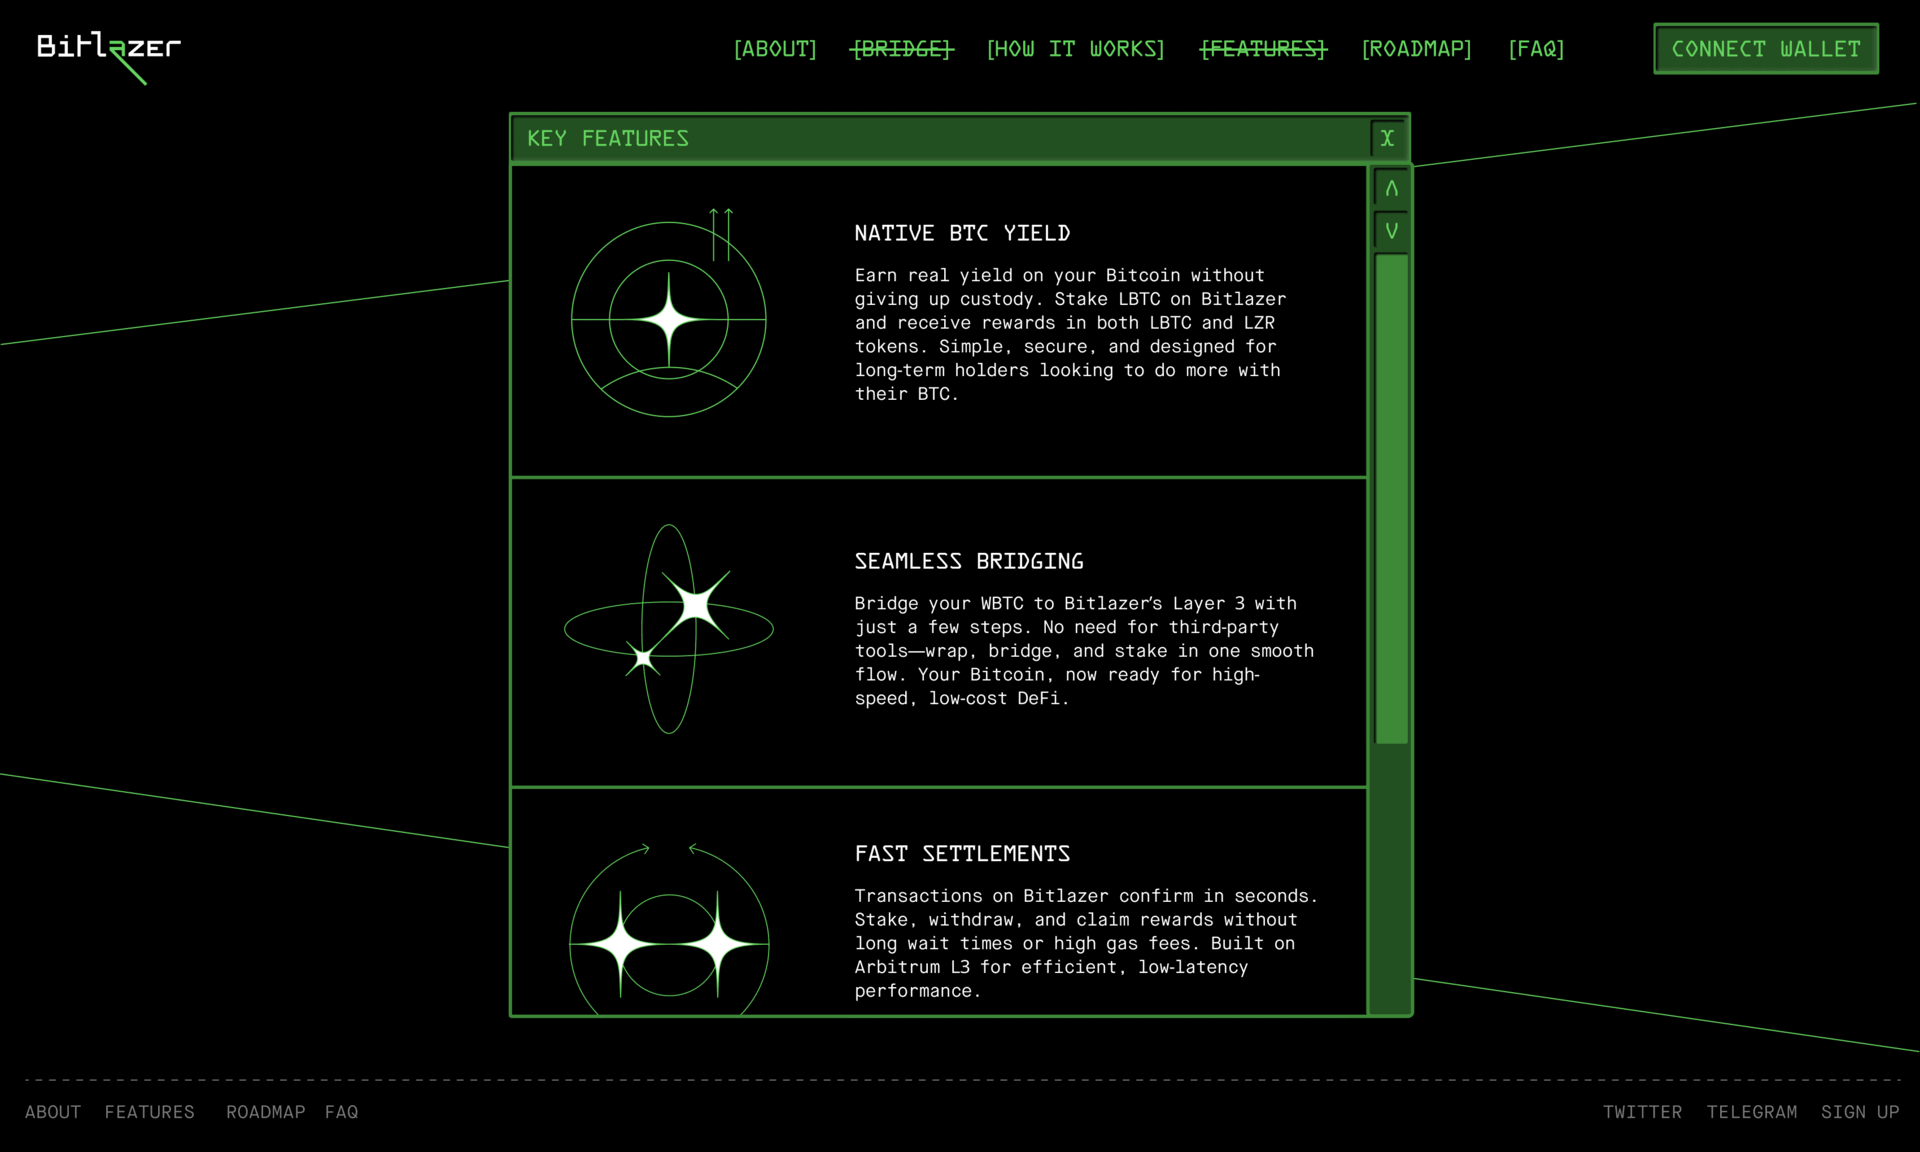 Bitlazer
[ABOUT] [BRIDGE] [HOW IT WORKS] [FEATURES] [ROADMAP] [FAQ] CONNECT WALLET
KEY FEATURES X
NATIVE BTC YIELD
Earn real yield on your Bitcoin without
giving up custody. Stake LBTC on Bitlazer
and receive rewards in both LBTC and LZR
tokens. Simple, secure, and designed for
long-term holders looking to do more with
their BTC.
SEAMLESS BRIDGING
Bridge your WBTC to Bitlazer’s Layer 3 with
just a few steps. No need for third-party
tools—wrap, bridge, and stake in one smooth
flow. Your Bitcoin, now ready for high-
speed, low-cost DeFi.
FAST SETTLEMENTS
Transactions on Bitlazer confirm in seconds.
Stake, withdraw, and claim rewards without
long wait times or high gas fees. Built on
Arbitrum L3 for efficient, low-latency
performance.
ABOUT FEATURES ROADMAP FAQ TWITTER TELEGRAM SIGN UP